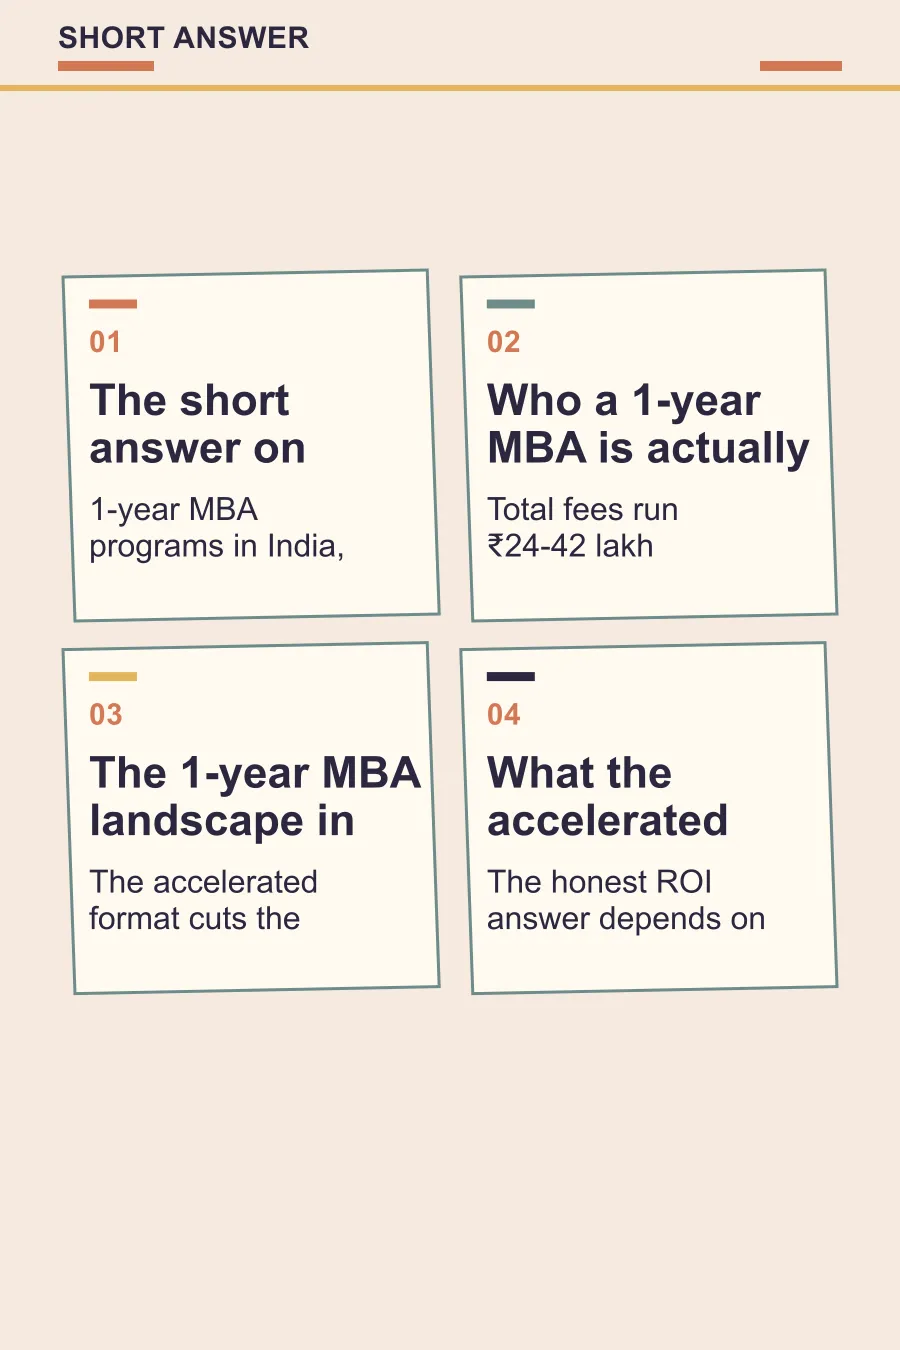 SHORT ANSWER
01
The short
answer on
1-year MBA
programs in India,
02
Who a 1-year
MBA is actually
Total fees run
₹24-42 lakh
03
The 1-year MBA
landscape in
The accelerated
format cuts the
04
What the
accelerated
The honest ROI
answer depends on